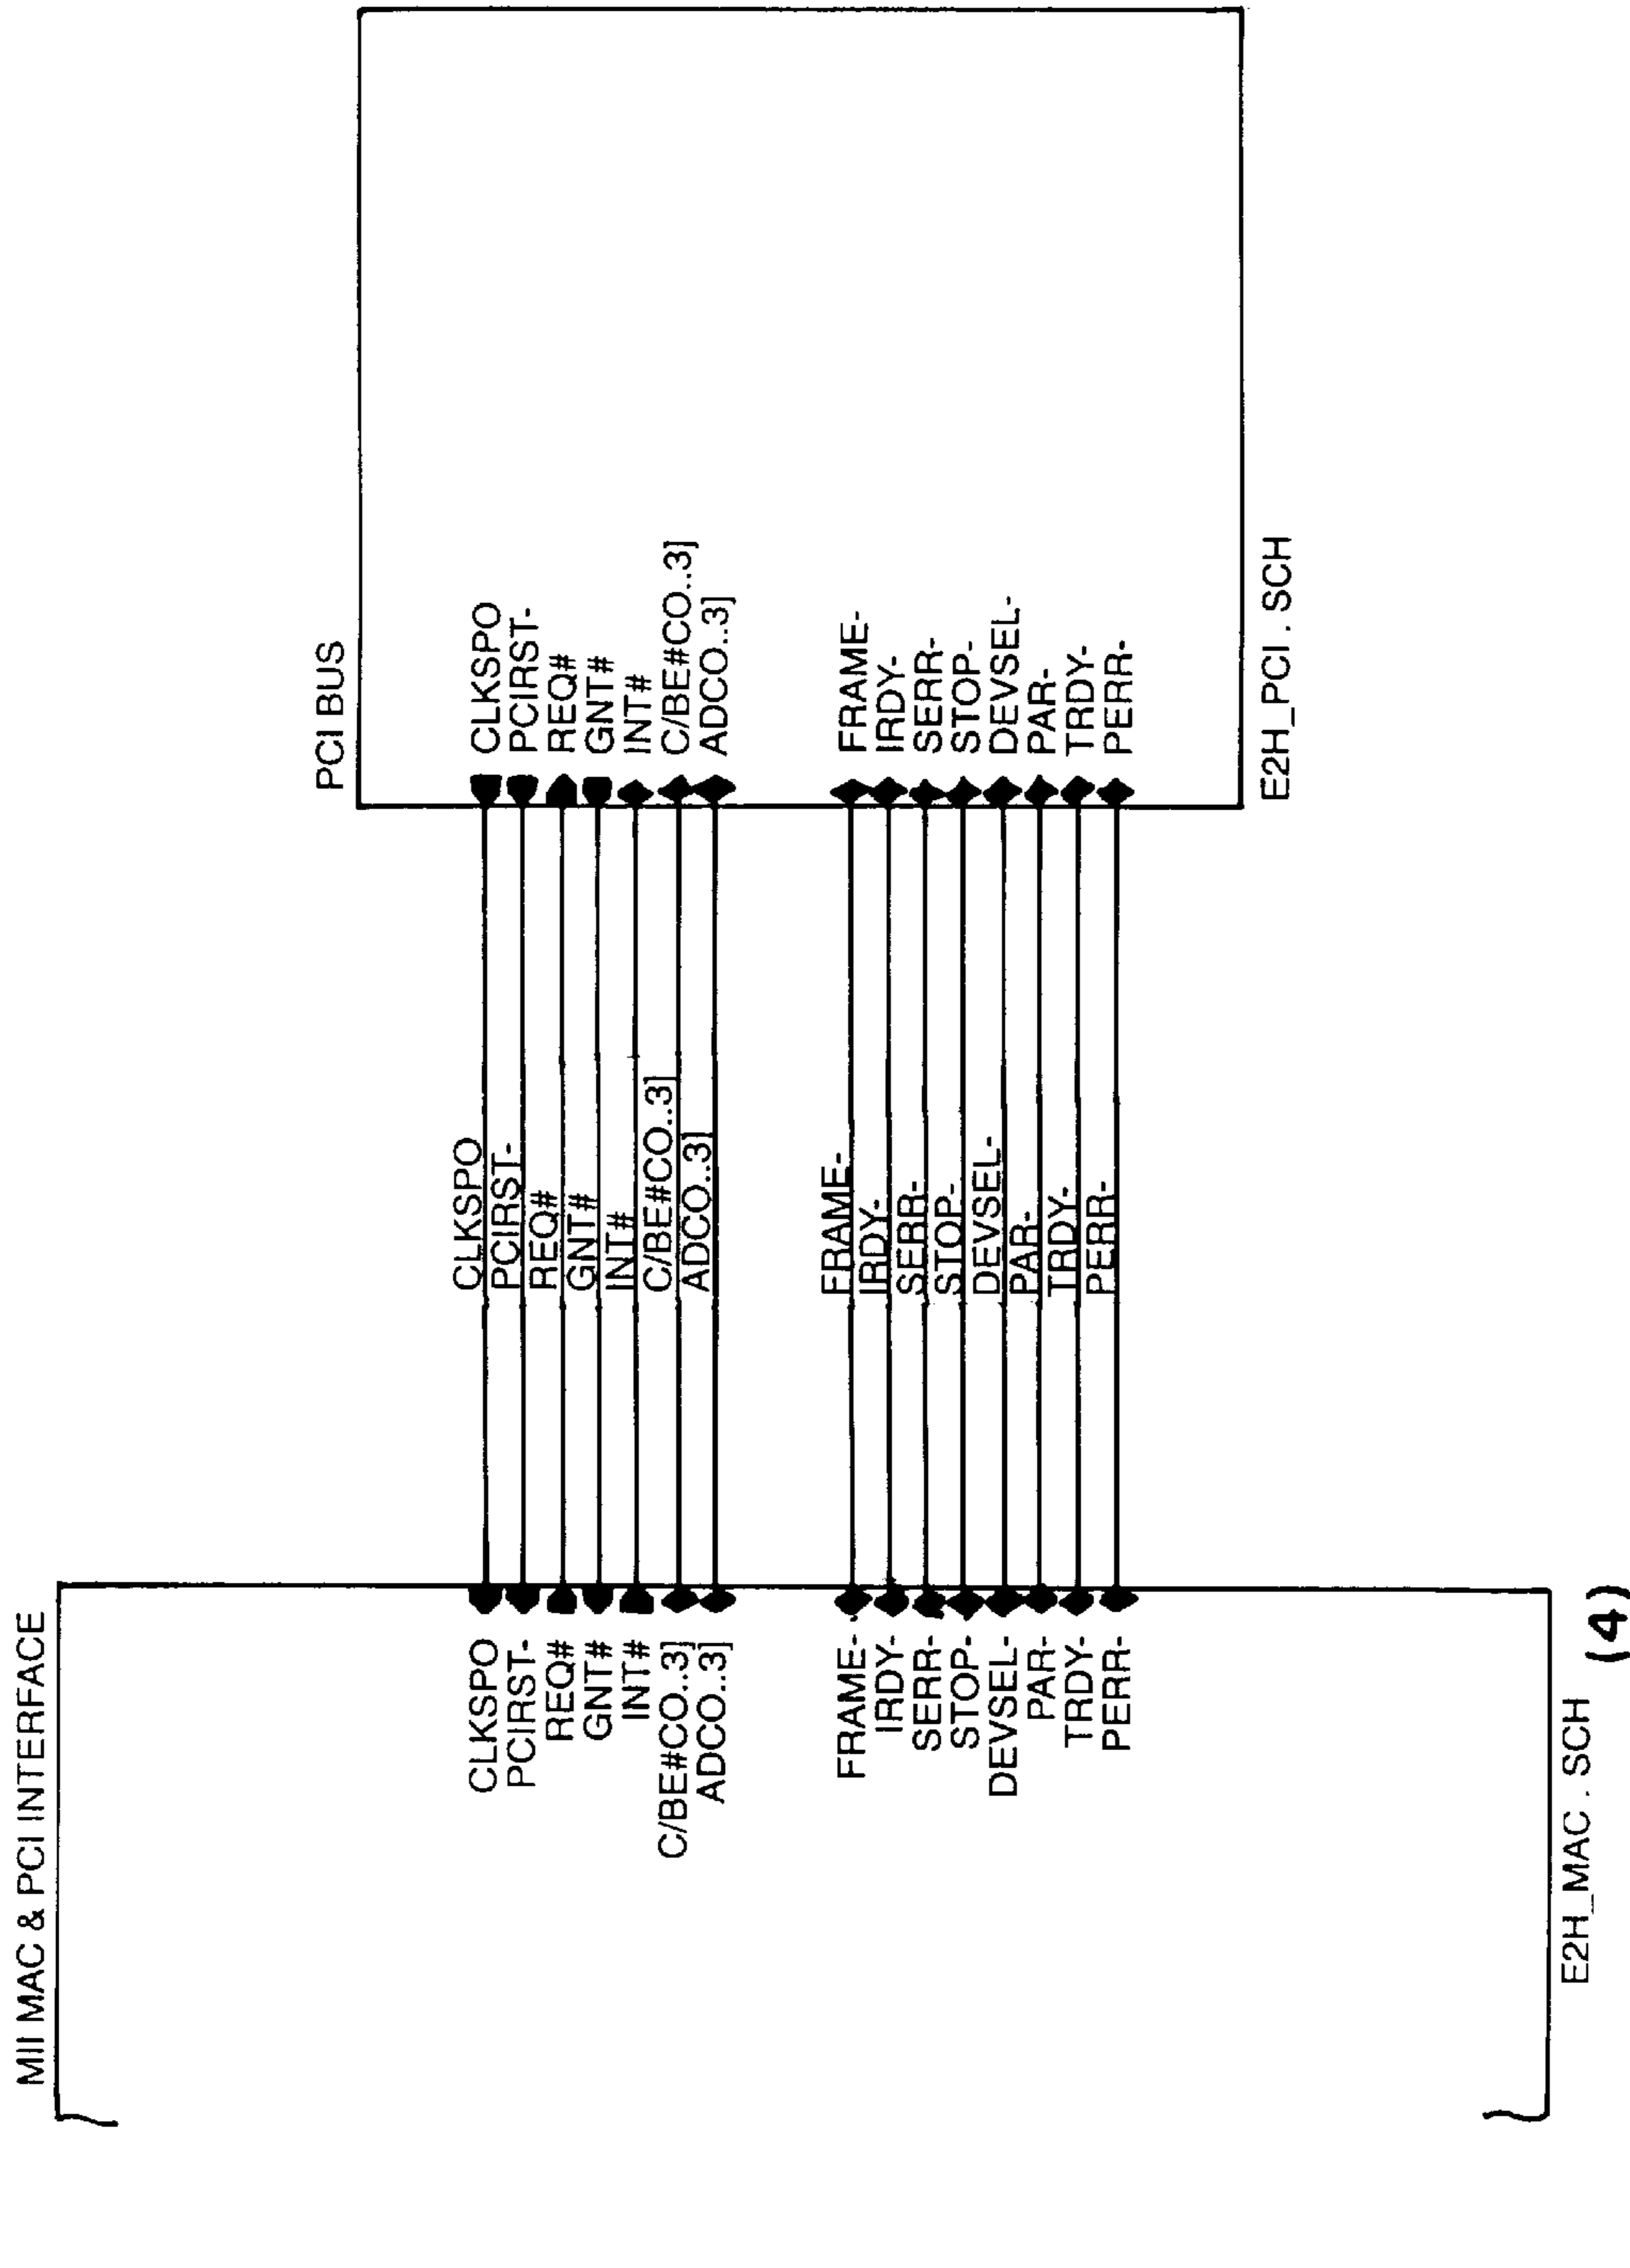 MII MAC & PCI INTERFACE
CLKSPO
PCIRST-
REQ#
GNT#
INT#
C/BE#CO..3]
ADCO..3]
FRAME-
IRDY-
SERR-
STOP-
DEVSEL-
PAR-
TRDY-
PERR-
E2H_MAC . SCH
(4)
CLKSPO
PCIRST-
REQ#
GNT#
INT#
C/BE#CO..3]
ADCO..3]
FRAME-
IRDY-
SERR-
STOP-
DEVSEL-
PAR-
TRDY-
PERR-
PCI BUS
CLKSPO
PCIRST-
REQ#
GNT#
INT#
C/BE#CO..3]
ADCO..3]
FRAME-
IRDY-
SERR-
STOP-
DEVSEL-
PAR-
TRDY-
PERR-
E2H_PCI . SCH